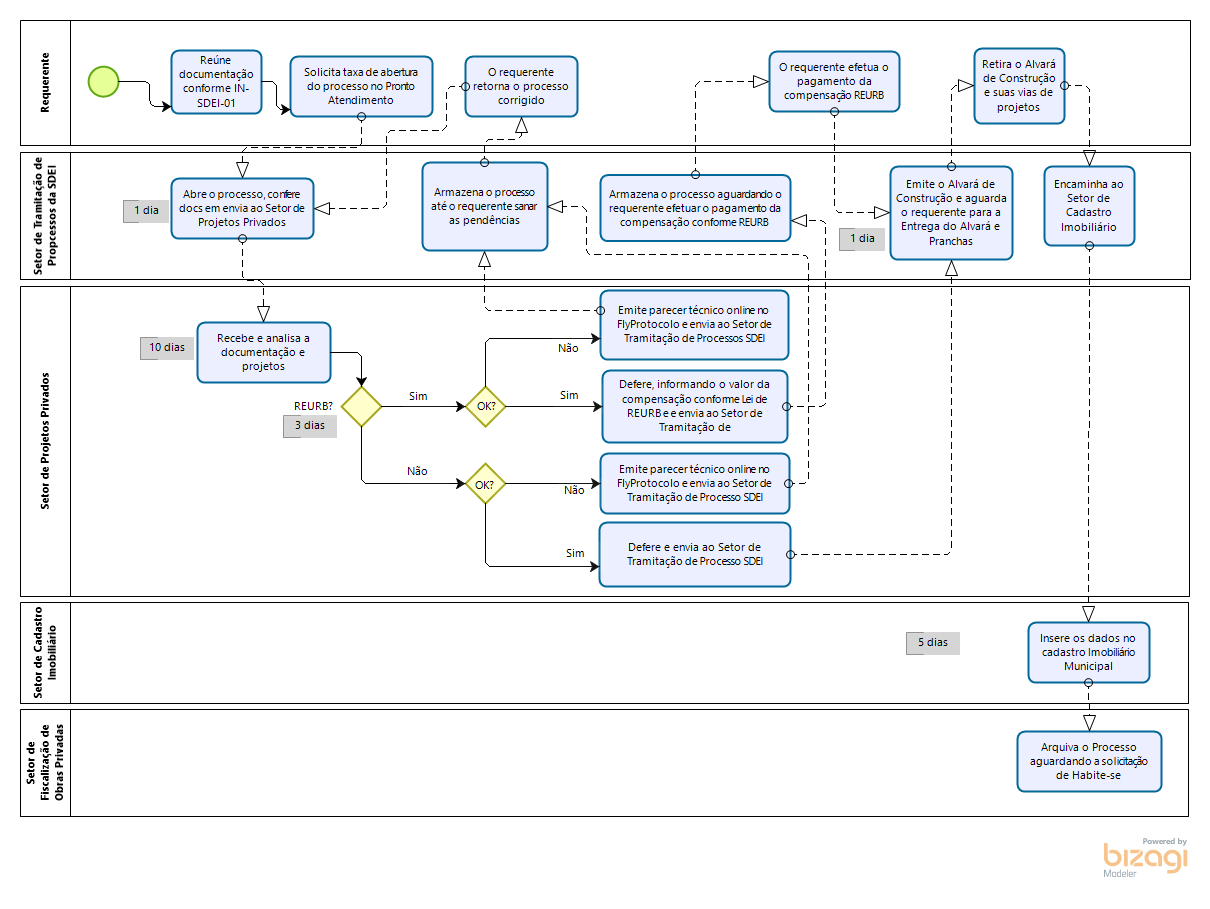 Requerente
Reúne
documentação
conforme IN-
SDEI-01
Solicita taxa de abertura
do processo no Pronto
Atendimento
O requerente
retorna o processo
corrigido
O requerente efetua o
pagamento da
compensação REURB
Retira o Alvará
de Construção
e suas vias de
projetos
Setor de Tramitação de
Propcessos da SDEI
1 dia
Abre o processo, confere
docs em envia ao Setor de
Projetos Privados
Armazena o processo
até o requerente sanar
as pendências
Armazena o processo aguardando o
requerente efetuar o pagamento da
compensação conforme REURB
1 dia
Emite o Alvará de
Construção e aguarda
o requerente para a
Entrega do Alvará e
Pranchas
Encaminha ao
Setor de
Cadastro
Imobiliário
Setor de Projetos Privados
10 dias
Recebe e analisa a
documentação e
projetos
REURB?
3 dias
Sim
OK?
Não
Emite parecer técnico online no
FlyProtocolo e envia ao Setor de
Tramitação de Processos SDEI
Sim
Defere, informando o valor da
compensação conforme Lei de
REURB e e envia ao Setor de
Tramitação de
Não
OK?
Não
Emite parecer técnico online no
FlyProtocolo e envia ao Setor de
Tramitação de Processo SDEI
Sim
Defere e envia ao Setor de
Tramitação de Processo SDEI
Setor de Cadastro
Imobiliário
5 dias
Insere os dados no
cadastro Imobiliário
Municipal
Setor de
Fiscalização de
Obras Privadas
Arquiva o Processo
aguardando a solicitação
de Habite-se
Powered by
bizagi
Modeler